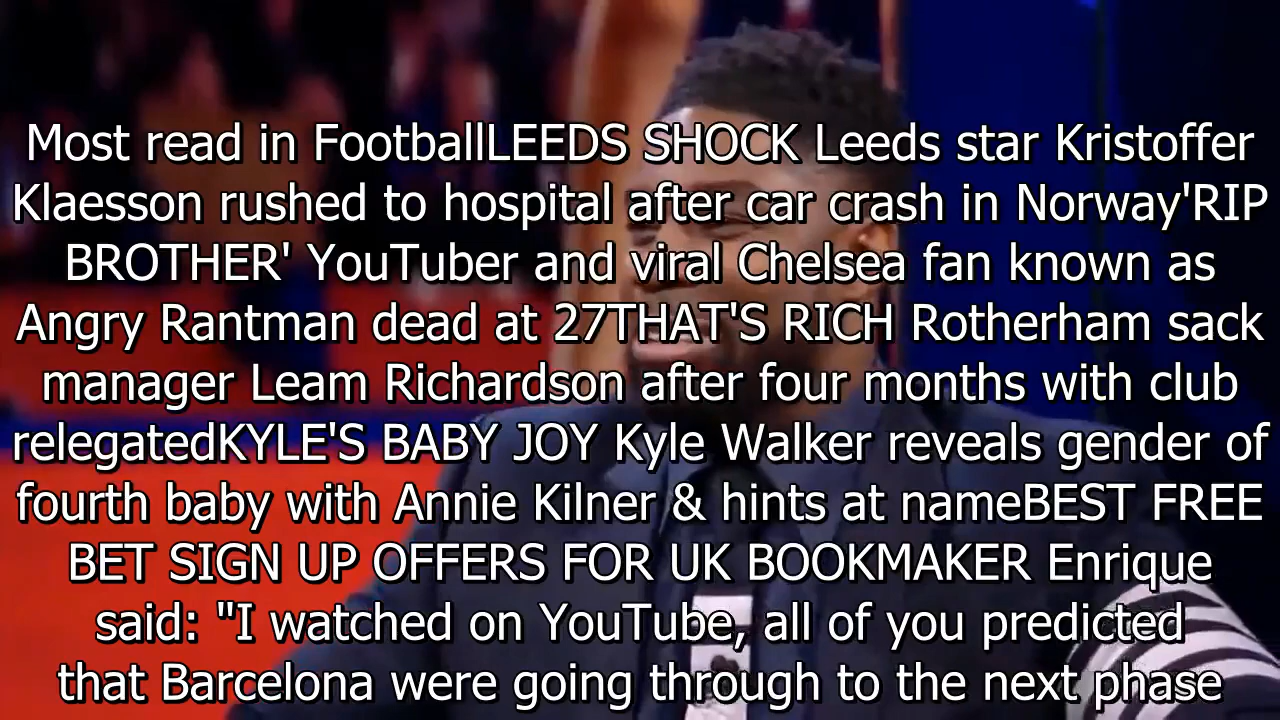 Most read in FootballLEEDS SHOCK Leeds star Kristoffer
Klaesson rushed to hospital after car crash in Norway'RIP
BROTHER' YouTuber and viral Chelsea fan known as
Angry Rantman dead at 27THAT'S RICH Rotherham sack
manager Leam Richardson after four months with club
relegatedKYLE'S BABY JOY Kyle Walker reveals gender of
fourth baby with Annie Kilner & hints at nameBEST FREE
BET SIGN UP OFFERS FOR UK BOOKMAKER Enrique
said: "I watched on YouTube, all of you predicted
that Barcelona were going through to the next phase